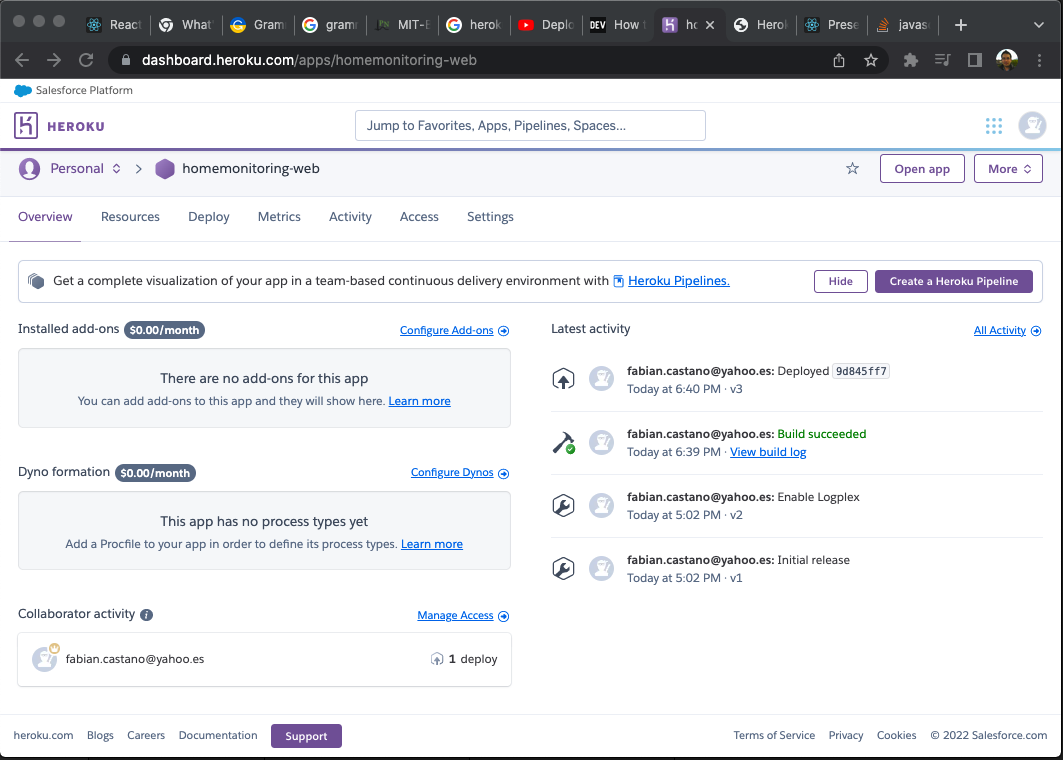 React
What
Gram
gram
MIT-E
herok
Deplo
DEV How t
he
Herok
Prese
javas
dashboard.heroku.com/apps/homemonitoring-web
Salesforce Platform
HEROKU
Jump to Favorites, Apps, Pipelines, Spaces...
Personal homemonitoring-web
Open app
More
Overview Resources Deploy Metrics Activity Access Settings
Get a complete visualization of your app in a team-based continuous delivery environment with Heroku Pipelines.
Hide
Create a Heroku Pipeline
Installed add-ons $0.00/month
Configure Add-ons
There are no add-ons for this app
You can add add-ons to this app and they will show here. Learn more
Dyno formation $0.00/month
Configure Dynos
This app has no process types yet
Add a Procfile to your app in order to define its process types. Learn more
Collaborator activity
Manage Access
fabian.castano@yahoo.es
1 deploy
Latest activity
All Activity
fabian.castano@yahoo.es: Deployed 9d845ff7
Today at 6:40 PM · v3
fabian.castano@yahoo.es: Build succeeded
Today at 6:39 PM · View build log
fabian.castano@yahoo.es: Enable Logplex
Today at 5:02 PM · v2
fabian.castano@yahoo.es: Initial release
Today at 5:02 PM · v1
heroku.com Blogs Careers Documentation Support
Terms of Service Privacy Cookies © 2022 Salesforce.com